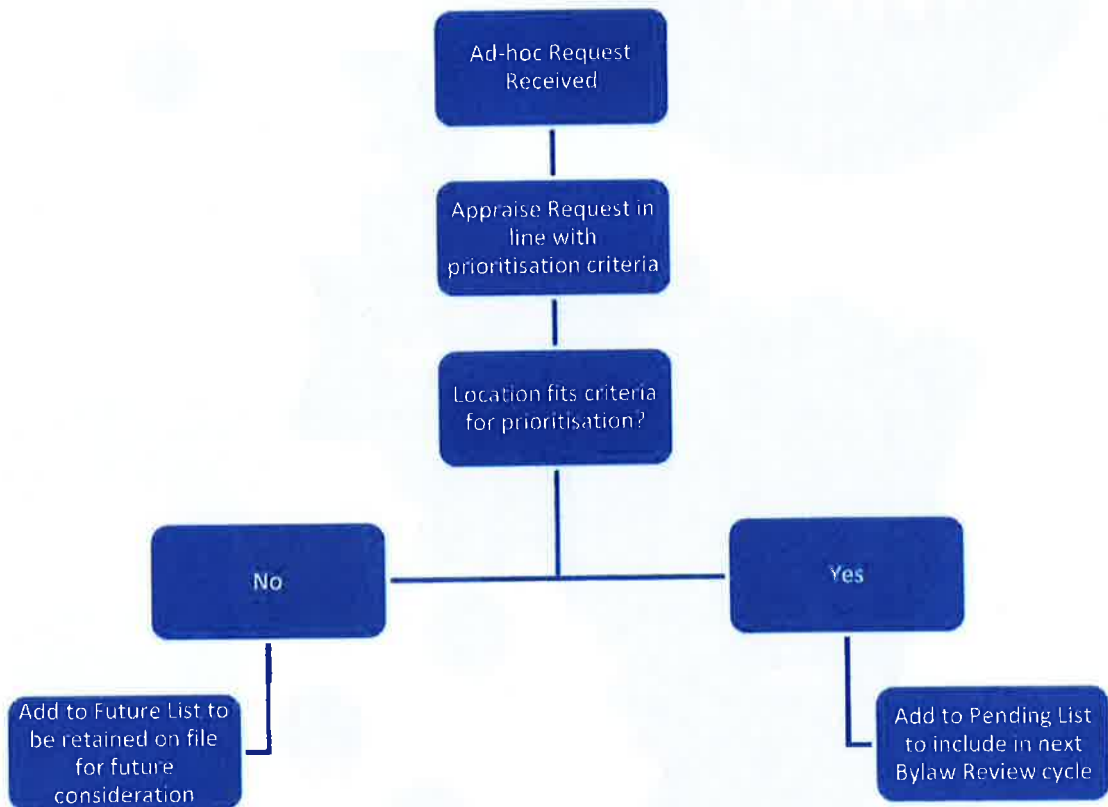 Ad-hoc Request
Received
Appraise Request in
line with
prioritisation criteria
Location fits criteria
for prioritisation?
No
Yes
Add to Future List to
be retained on file
for future
consideration
Add to Pending List
to include in next
Bylaw Review cycle